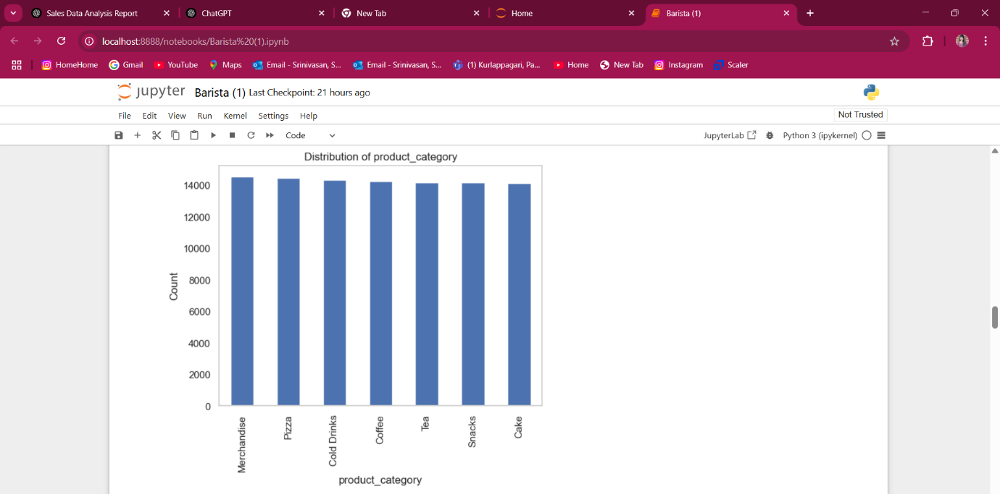 Sales Data Analysis Report
ChatGPT
New Tab
Home
Barista (1)
localhost:8888/notebooks/Barista%20(1).ipynb
HomeHome
Gmail
YouTube
Maps
Email - Srinivasan, S...
Email - Srinivasan, S...
(1) Kurlappagari, Pa...
Home
New Tab
Instagram
Scaler
jupyter Barista (1) Last Checkpoint: 21 hours ago
File Edit View Run Kernel Settings Help
Not Trusted
Code
JupyterLab
Python 3 (ipykernel)
Distribution of product_category
14000
12000
10000
8000
6000
4000
2000
0
Count
Merchandise
Pizza
Cold Drinks
Coffee
Tea
Snacks
Cake
product_category